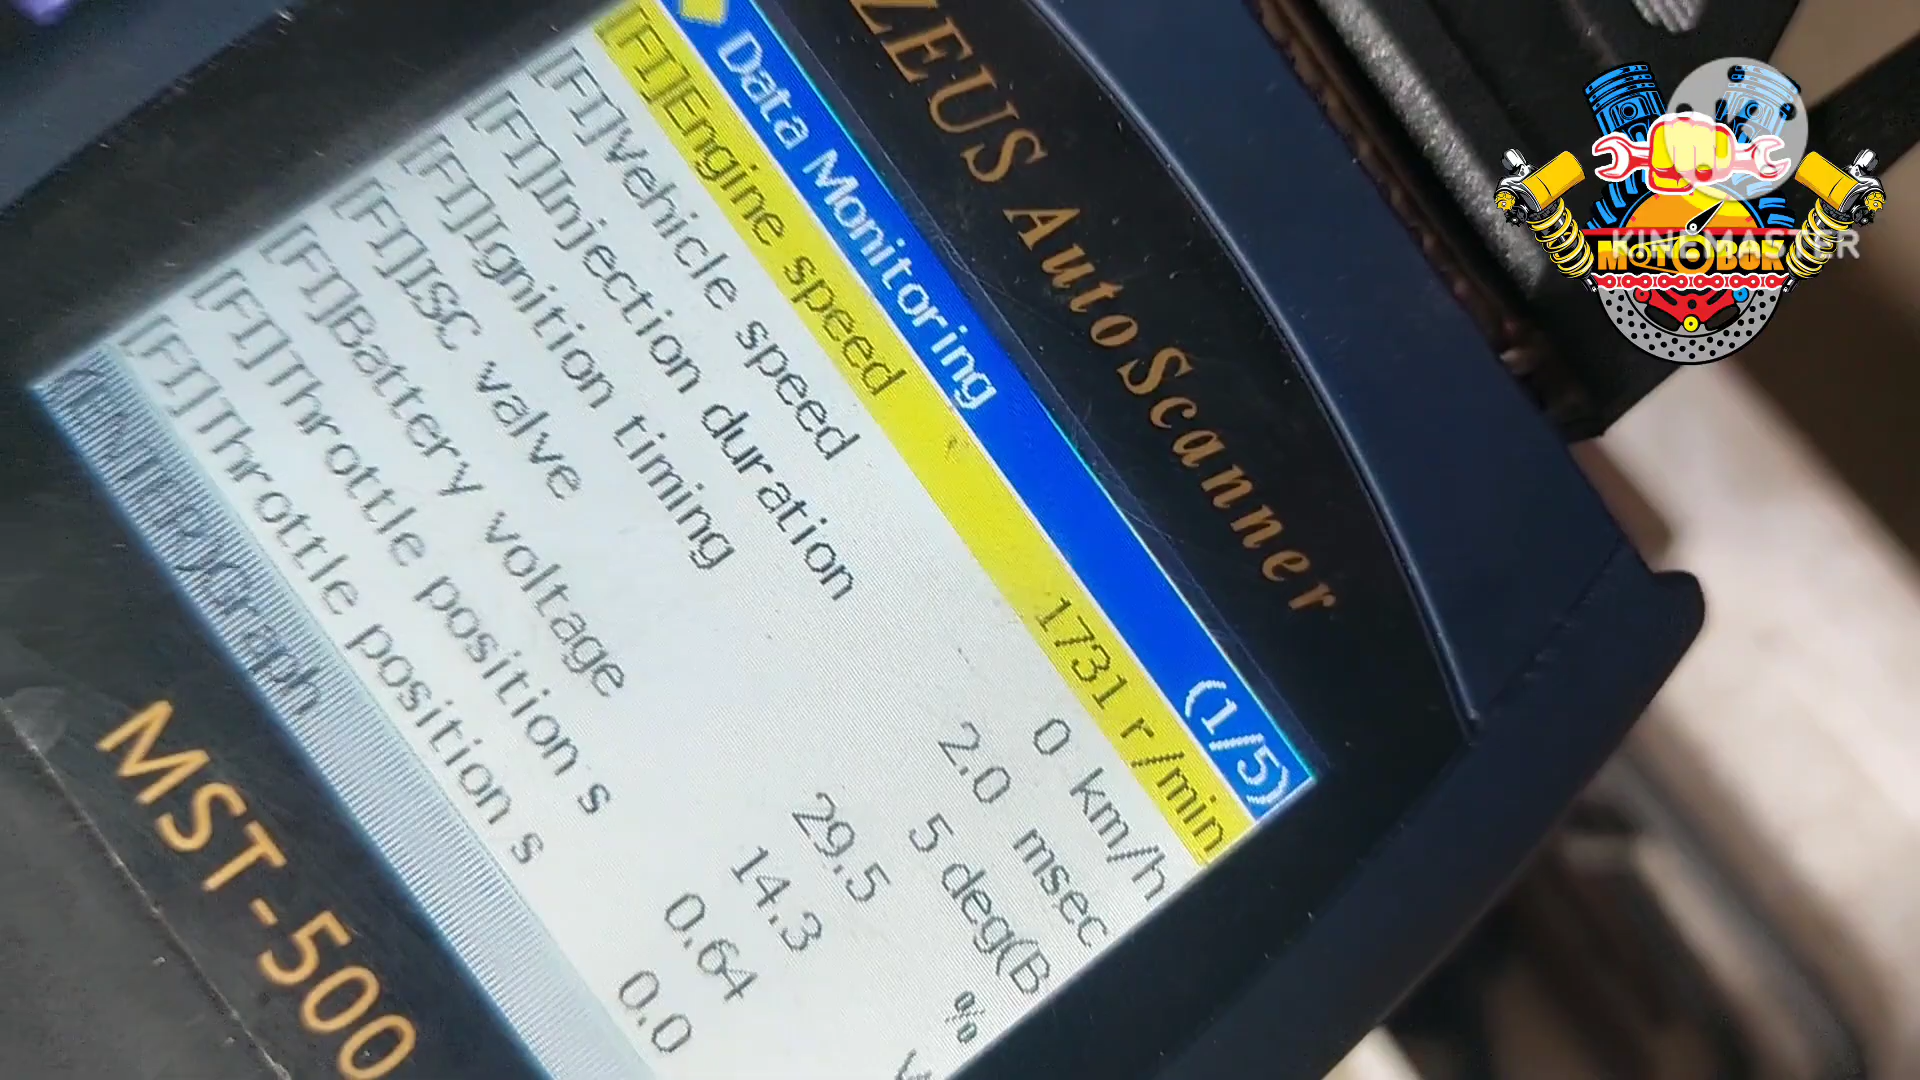 ZEUS AutoScanner
Data Monitoring (1/5)
[FI]Engine speed 1731 r/min
[FI]Vehicle speed 0 km/h
[FI]Injection duration 2.0 msec
[FI]Ignition timing 5 deg(B
[FI]ISC valve 29.5 %
[FI]Battery voltage 14.3 V
[FI]Throttle position s 0.64
[FI]Throttle position s 0.0
Graph
MST-500
KINEMASTER
MOTOBOK